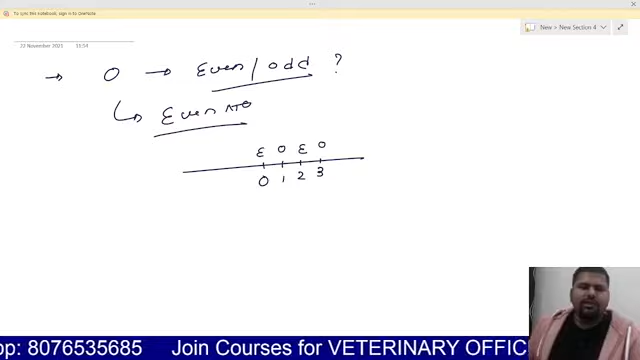 To sync this notebook, sign in to OneNote.
New > New Section 4
22 November 2021 11:54
→ 0 → Even/odd ?
↳ Even no
E O E O
0 1 2 3
pp: 8076535685 Join Courses for VETERINARY OFFIC